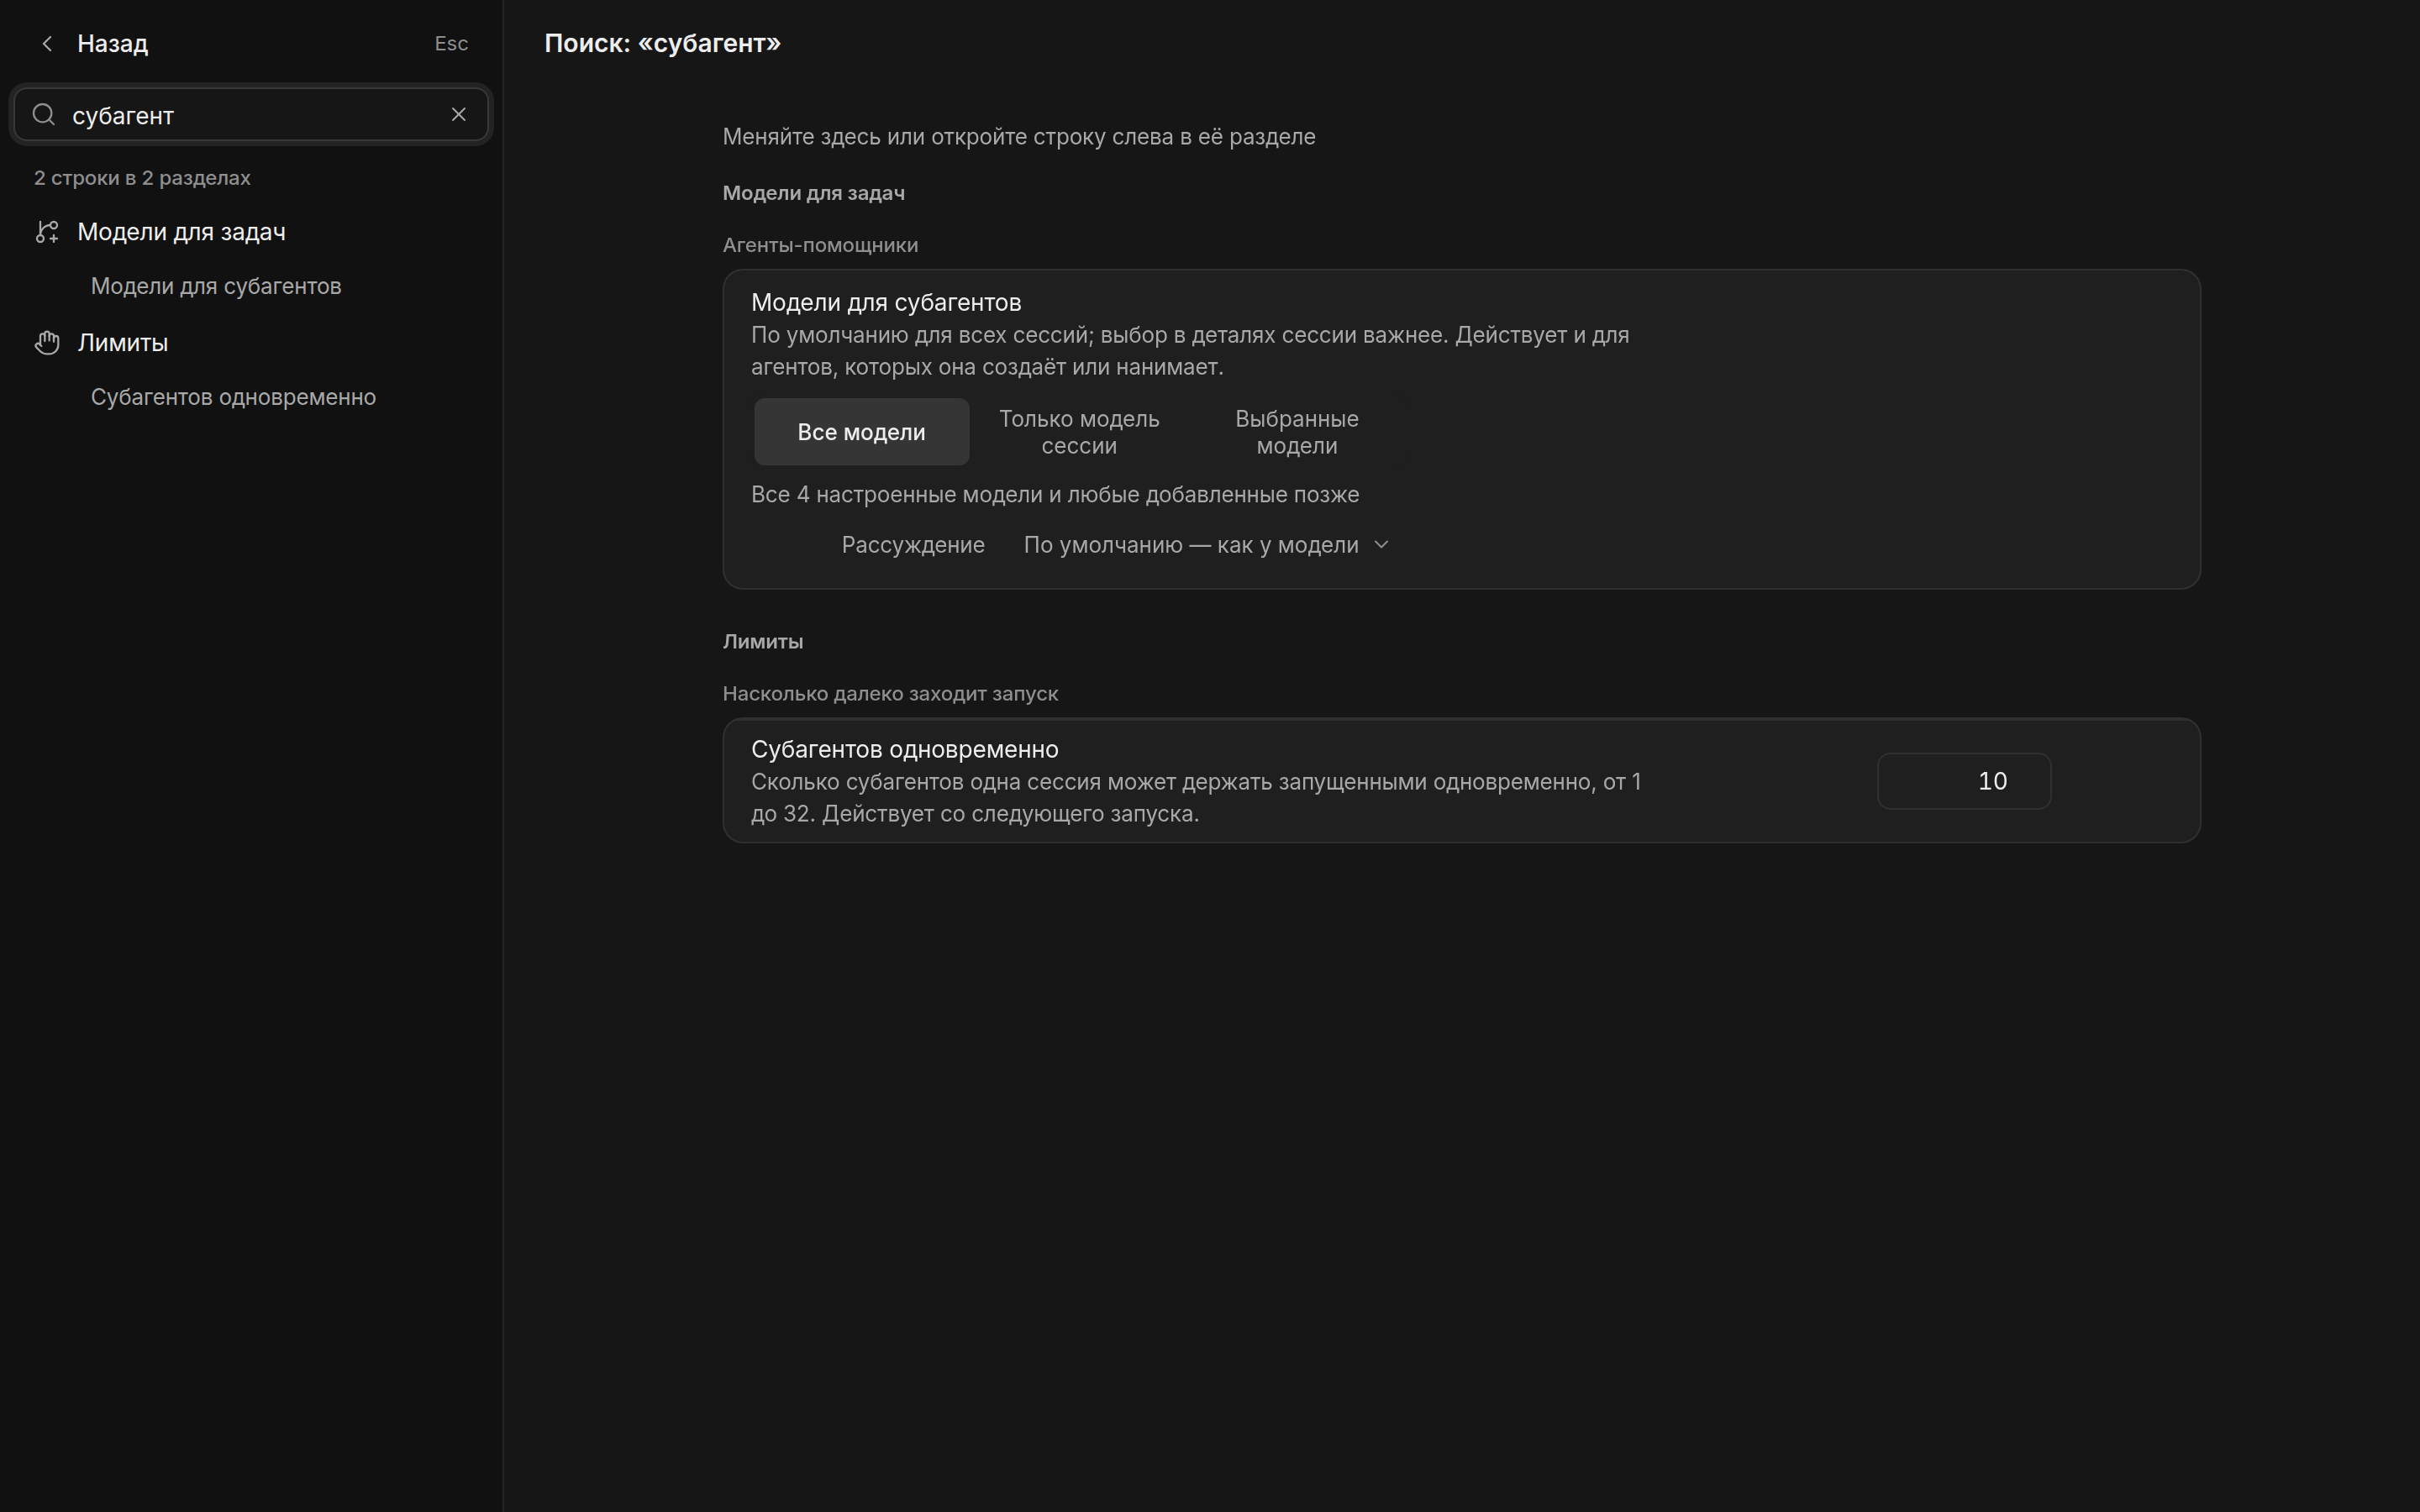 Назад
Esc
субагент
2 строки в 2 разделах
Модели для задач
Модели для субагентов
Лимиты
Субагентов одновременно
Поиск: «субагент»
Меняйте здесь или откройте строку слева в её разделе
Модели для задач
Агенты-помощники
Модели для субагентов
По умолчанию для всех сессий; выбор в деталях сессии важнее. Действует и для
агентов, которых она создаёт или нанимает.
Все модели
Только модель
сессии
Выбранные
модели
Все 4 настроенные модели и любые добавленные позже
Рассуждение
По умолчанию — как у модели
Лимиты
Насколько далеко заходит запуск
Субагентов одновременно
Сколько субагентов одна сессия может держать запущенными одновременно, от 1
до 32. Действует со следующего запуска.
10